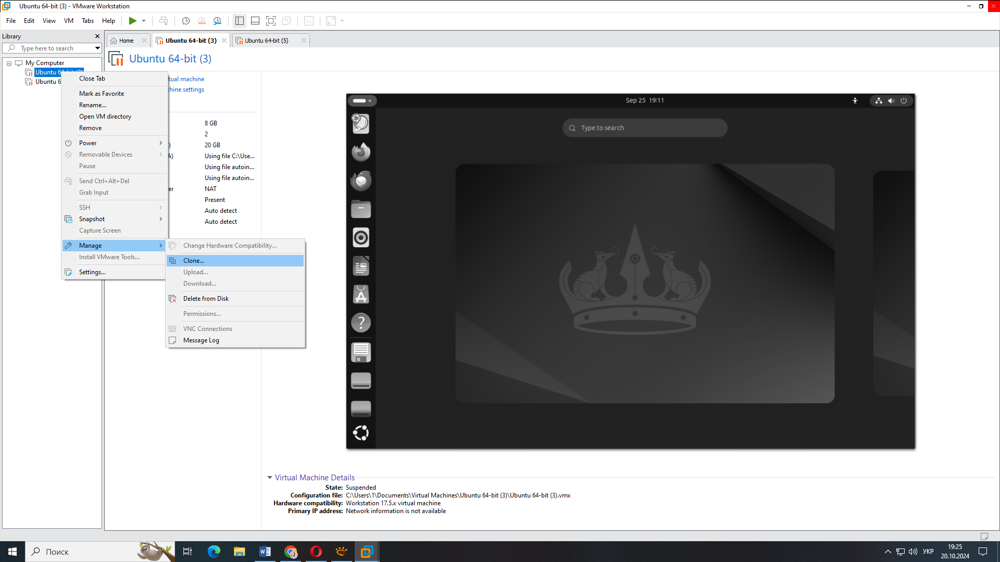 Ubuntu 64-bit (3) - VMware Workstation
File Edit View VM Tabs Help
Library
Type here to search
My Computer
Ubuntu 64-bit (3)
Ubuntu 6
Home
Ubuntu 64-bit (3)
Ubuntu 64-bit (5)
Ubuntu 64-bit (3)
tual machine
hine settings
8 GB
2
) 20 GB
A) Using file C:\Use...
Using file autoin...
Using file autoin...
er NAT
Present
Auto detect
Auto detect
Close Tab
Mark as Favorite
Rename...
Open VM directory
Remove
Power
Removable Devices
Pause
Send Ctrl+Alt+Del
Grab Input
SSH
Snapshot
Capture Screen
Manage
Install VMware Tools...
Settings...
Change Hardware Compatibility...
Clone...
Upload...
Download...
Delete from Disk
Permissions...
VNC Connections
Message Log
Sep 25 19:11
Type to search
Virtual Machine Details
State: Suspended
Configuration file: C:\Users\1\Documents\Virtual Machines\Ubuntu 64-bit (3)\Ubuntu 64-bit (3).vmx
Hardware compatibility: Workstation 17.5.x virtual machine
Primary IP address: Network information is not available
Поиск
УКР
19:25
20.10.2024